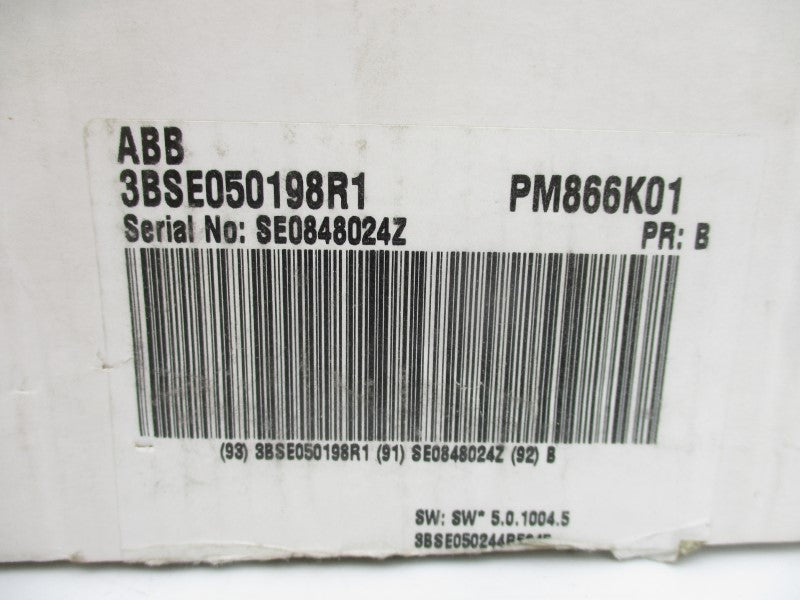 ABB
3BSE050198R1 PM866K01
Serial No: SE0848024Z PR: B
(93) 3BSE050198R1 (91) SE0848024Z (92) B
SW: SW* 5.0.1004.5